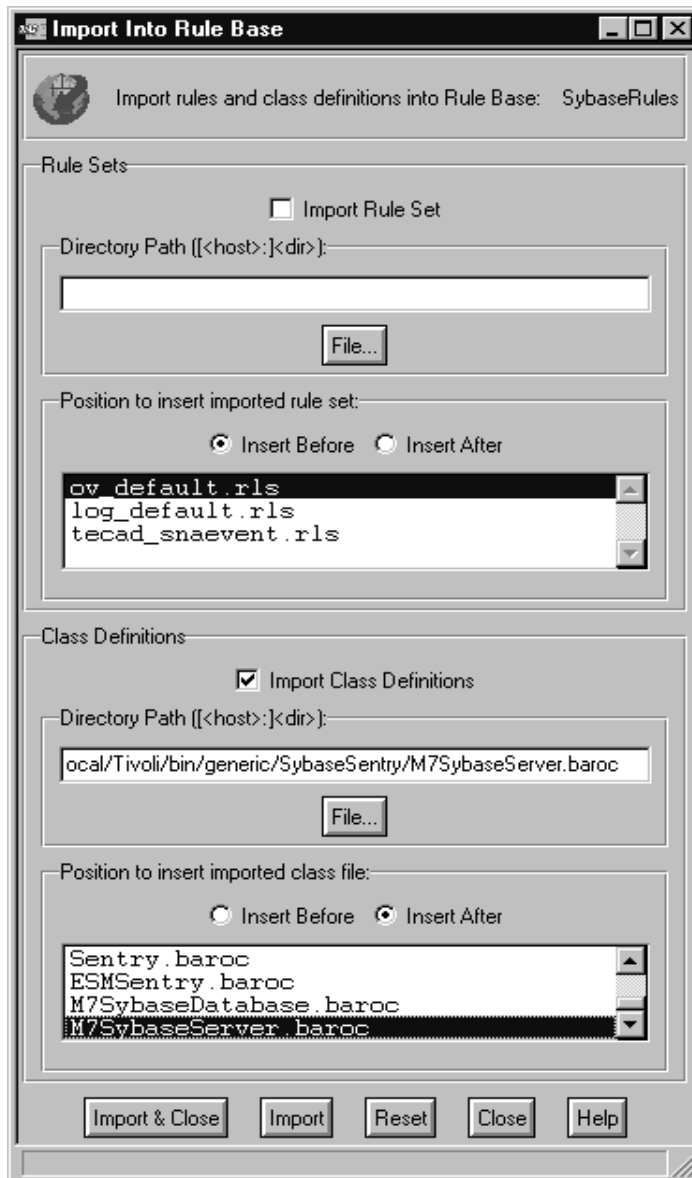 Import Into Rule Base
Import rules and class definitions into Rule Base: SybaseRules
Rule Sets
Import Rule Set
Directory Path ([<host>:]<dir>):
File...
Position to insert imported rule set:
Insert Before Insert After
ov_default.rls
log_default.rls
tecad_snaevent.rls
Class Definitions
Import Class Definitions
Directory Path ([<host>:]<dir>):
ocal/Tivoli/bin/generic/SybaseSentry/M7SybaseServer.baroc
File...
Position to insert imported class file:
Insert Before Insert After
Sentry.baroc
ESMSentry.baroc
M7SybaseDatabase.baroc
M7SybaseServer.baroc
Import & Close Import Reset Close Help